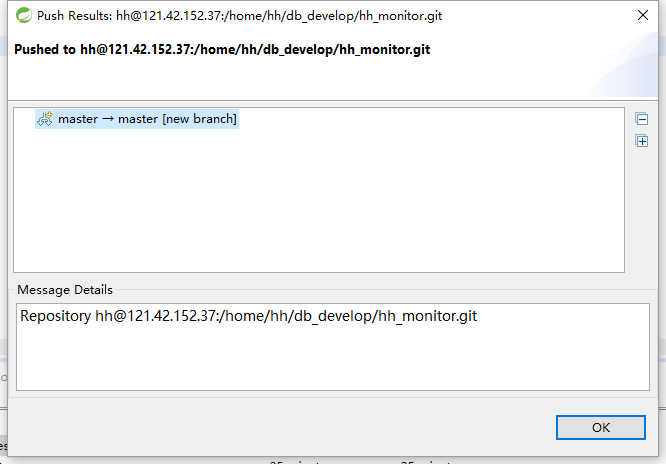 Push Results: hh@121.42.152.37:/home/hh/db_develop/hh_monitor.git
Pushed to hh@121.42.152.37:/home/hh/db_develop/hh_monitor.git
master → master [new branch]
Message Details
Repository hh@121.42.152.37:/home/hh/db_develop/hh_monitor.git
OK